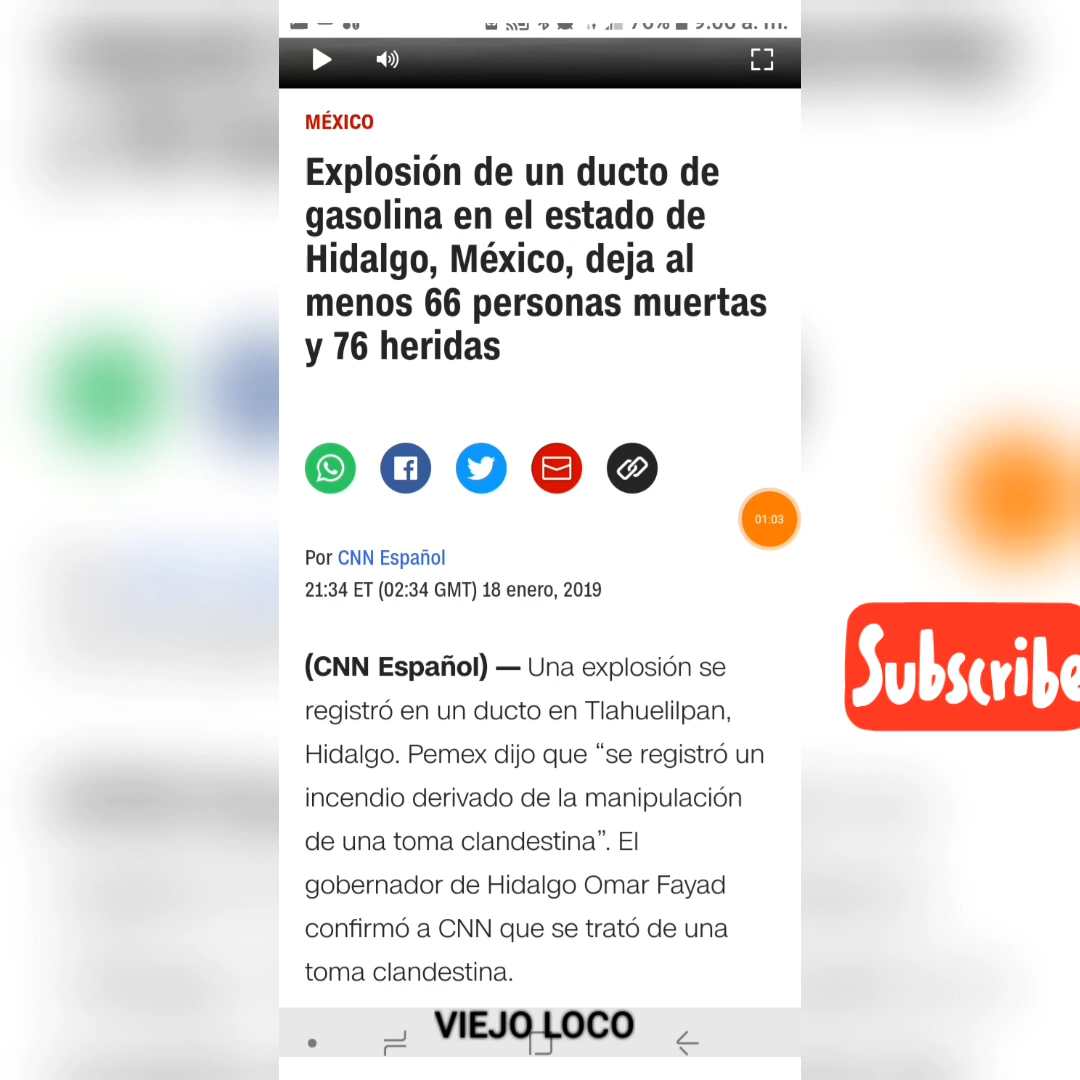 MÉXICO
Explosión de un ducto de
gasolina en el estado de
Hidalgo, México, deja al
menos 66 personas muertas
y 76 heridas
01:03
Por CNN Español
21:34 ET (02:34 GMT) 18 enero, 2019
Subscribe
(CNN Español) — Una explosión se
registró en un ducto en Tlahuelilpan,
Hidalgo. Pemex dijo que “se registró un
incendio derivado de la manipulación
de una toma clandestina”. El
gobernador de Hidalgo Omar Fayad
confirmó a CNN que se trató de una
toma clandestina.
VIEJO LOCO